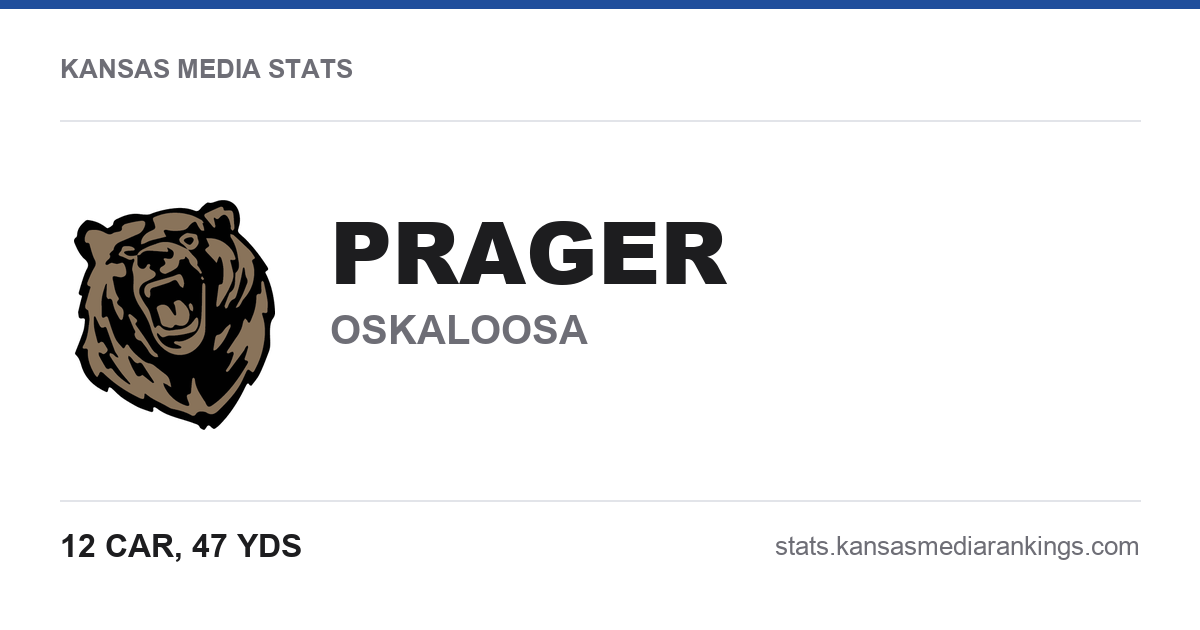 KANSAS MEDIA STATS
PRAGER
OSKALOOSA
12 CAR, 47 YDS
stats.kansasmediarankings.com